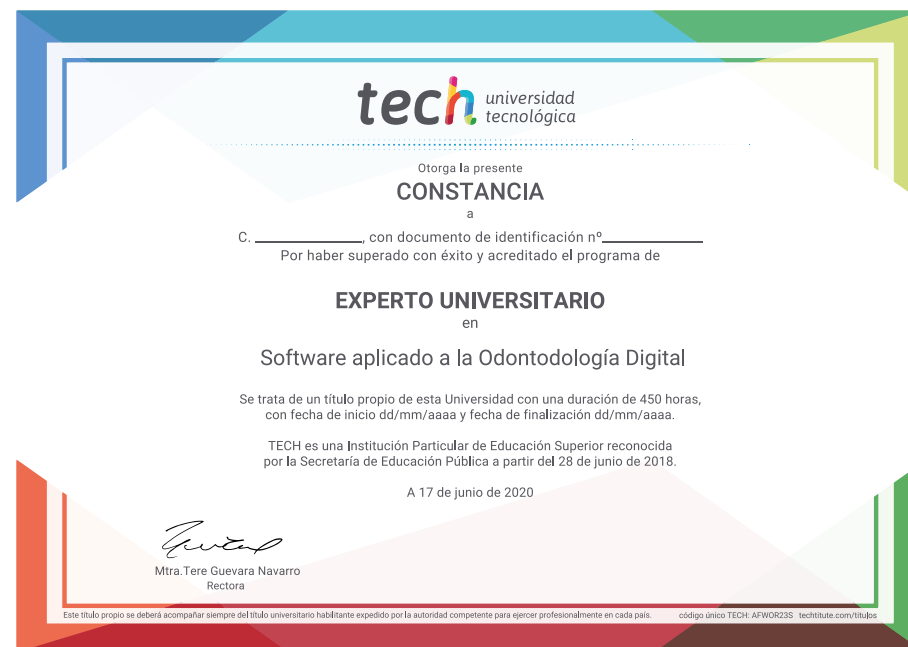 tech universidad
tecnológica
Otorga la presente
CONSTANCIA
a
C. ____________, con documento de identificación nº____________
Por haber superado con éxito y acreditado el programa de
EXPERTO UNIVERSITARIO
en
Software aplicado a la Odontodología Digital
Se trata de un título propio de esta Universidad con una duración de 450 horas,
con fecha de inicio dd/mm/aaaa y fecha de finalización dd/mm/aaaa.
TECH es una Institución Particular de Educación Superior reconocida
por la Secretaría de Educación Pública a partir del 28 de junio de 2018.
A 17 de junio de 2020
Mtra.Tere Guevara Navarro
Rectora
Este título propio se deberá acompañar siempre del título universitario habilitante expedido por la autoridad competente para ejercer profesionalmente en cada país. código único TECH: AFWOR23S techtitute.com/titulos